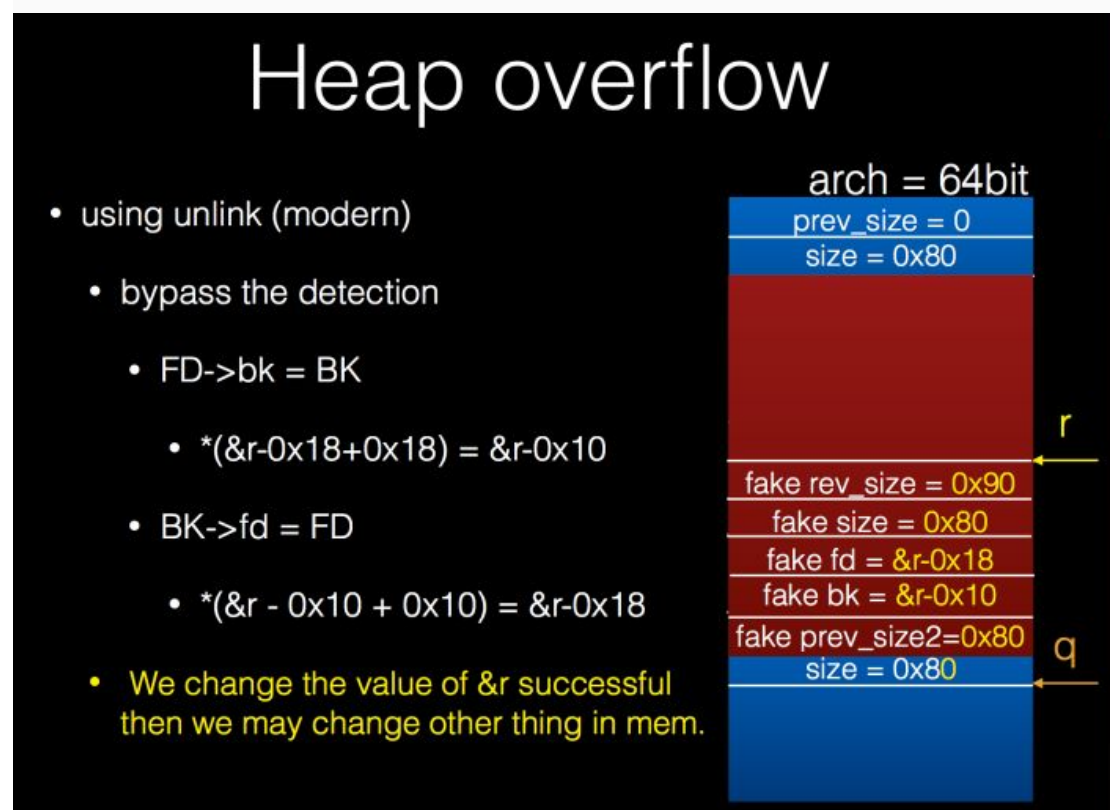 Heap overflow
arch = 64bit
• using unlink (modern)
• bypass the detection
• FD->bk = BK
• *(&r-0x18+0x18) = &r-0x10
• BK->fd = FD
• *(&r - 0x10 + 0x10) = &r-0x18
• We change the value of &r successful
then we may change other thing in mem.
prev_size = 0
size = 0x80
r
fake rev_size = 0x90
fake size = 0x80
fake fd = &r-0x18
fake bk = &r-0x10
fake prev_size2=0x80
q
size = 0x80